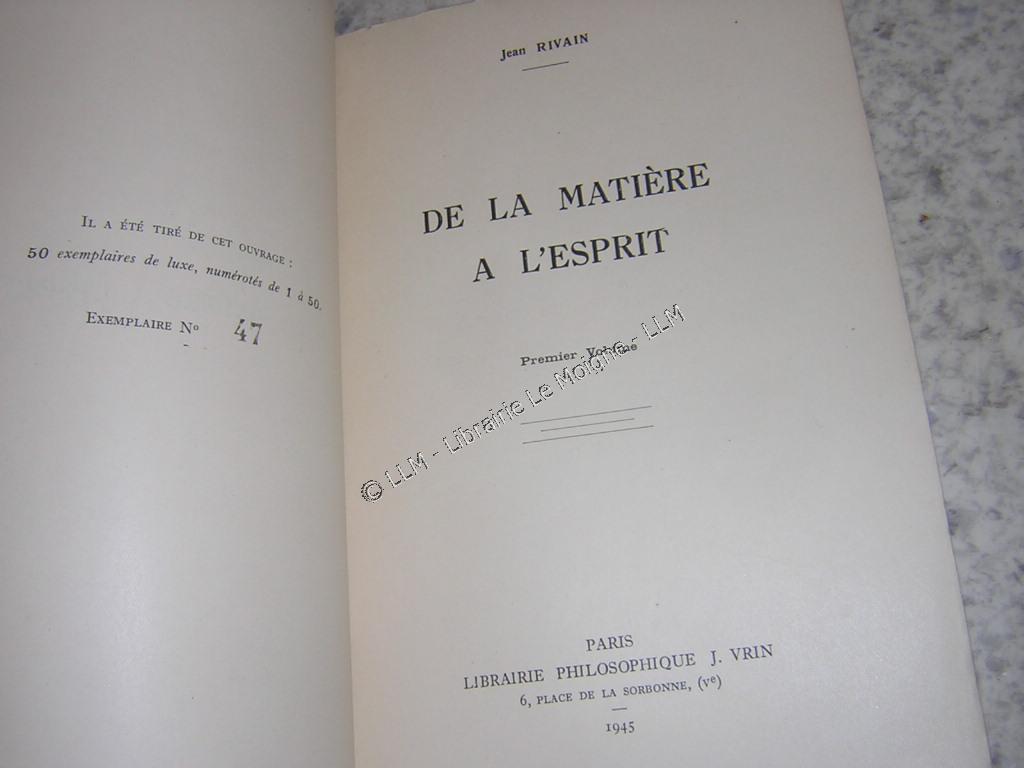 IL A ÉTÉ TIRÉ DE CET OUVRAGE :
50 exemplaires de luxe, numérotés de 1 à 50.
EXEMPLAIRE Nº 47
Jean RIVAIN
DE LA MATIÈRE
A L'ESPRIT
Premier Volume
© LLM - Librairie Le Moigne - LLM
PARIS
LIBRAIRIE PHILOSOPHIQUE J. VRIN
6, PLACE DE LA SORBONNE, (Vᵉ)
1945